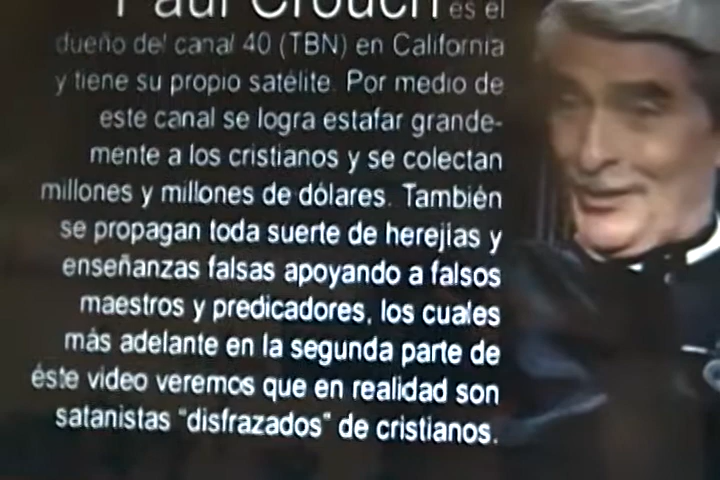 Paul Crouch es el
dueño del canal 40 (TBN) en California
y tiene su propio satélite. Por medio de
este canal se logra estafar grande-
mente a los cristianos y se colectan
millones y millones de dólares. También
se propagan toda suerte de herejias y
enseñanzas falsas apoyando a falsos
maestros y predicadores, los cuales
más adelante en la segunda parte de
éste video veremos que en realidad son
satanistas "disfrazados" de cristianos.